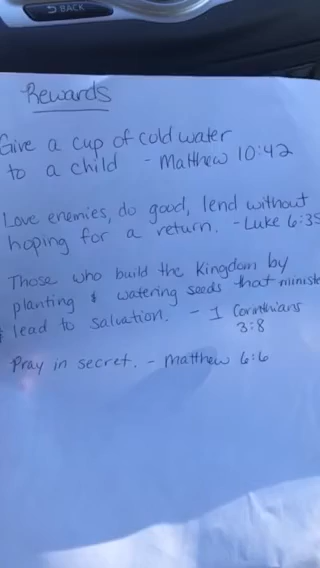 BACK
Rewards
Give a cup of cold water
to a child - Matthew 10:42
Love enemies, do good, lend without
hoping for a return. - Luke 6:35
Those who build the Kingdom by
planting & watering seeds that ministe
& lead to salvation. - 1 Corinthians
3:8
Pray in secret. - Matthew 6:6